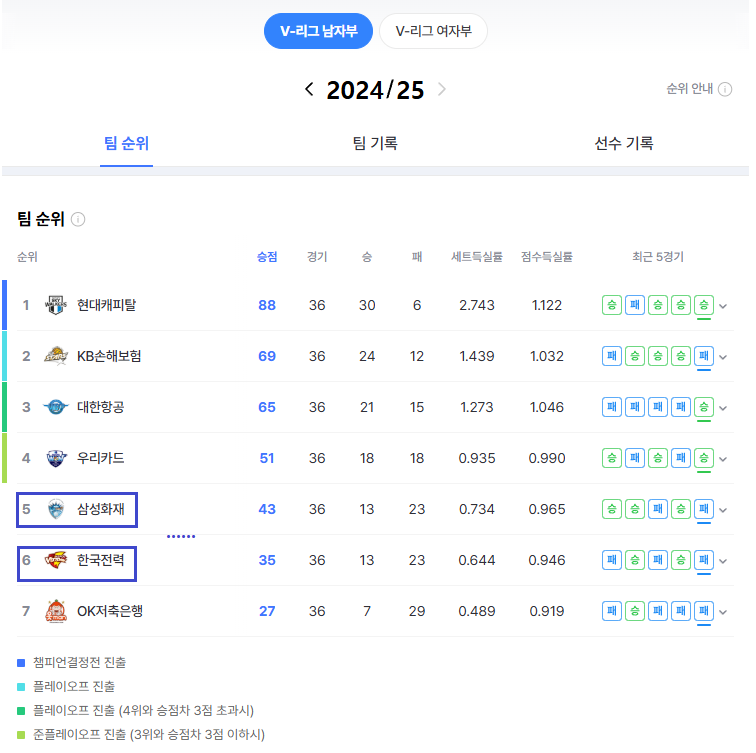 V-리그 남자부 V-리그 여자부
2024/25 순위 안내
팀 순위 팀 기록 선수 기록
팀 순위
순위 승점 경기 승 패 세트득실률 점수득실률 최근 5경기
1 현대캐피탈 88 36 30 6 2.743 1.122 승 패 승 승 승
2 KB손해보험 69 36 24 12 1.439 1.032 패 승 승 승 패
3 대한항공 65 36 21 15 1.273 1.046 패 패 패 패 승
4 우리카드 51 36 18 18 0.935 0.990 승 패 승 패 승
5 삼성화재 43 36 13 23 0.734 0.965 승 승 패 승 패
6 한국전력 35 36 13 23 0.644 0.946 패 승 패 승 패
7 OK저축은행 27 36 7 29 0.489 0.919 패 승 패 패 패
챔피언결정전 진출
플레이오프 진출
플레이오프 진출 (4위와 승점차 3점 초과시)
준플레이오프 진출 (3위와 승점차 3점 이하시)